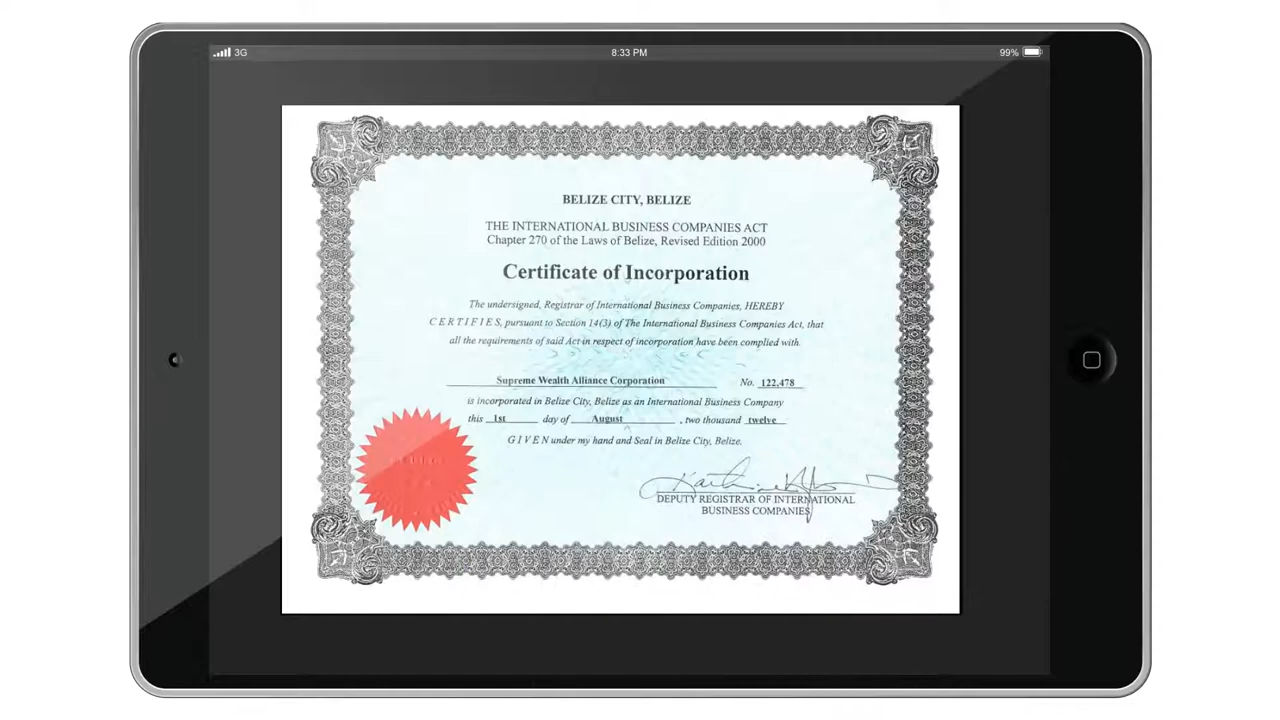 3G 8:33 PM 99%
BELIZE CITY, BELIZE
THE INTERNATIONAL BUSINESS COMPANIES ACT
Chapter 270 of the Laws of Belize, Revised Edition 2000
Certificate of Incorporation
The undersigned, Registrar of International Business Companies, HEREBY
C E R T I F I E S, pursuant to Section 14(3) of The International Business Companies Act, that
all the requirements of said Act in respect of incorporation have been complied with.
Supreme Wealth Alliance Corporation No. 122,478
is incorporated in Belize City, Belize as an International Business Company
this 1st day of August , two thousand twelve
G I V E N under my hand and Seal in Belize City, Belize.
DEPUTY REGISTRAR OF INTERNATIONAL
BUSINESS COMPANIES